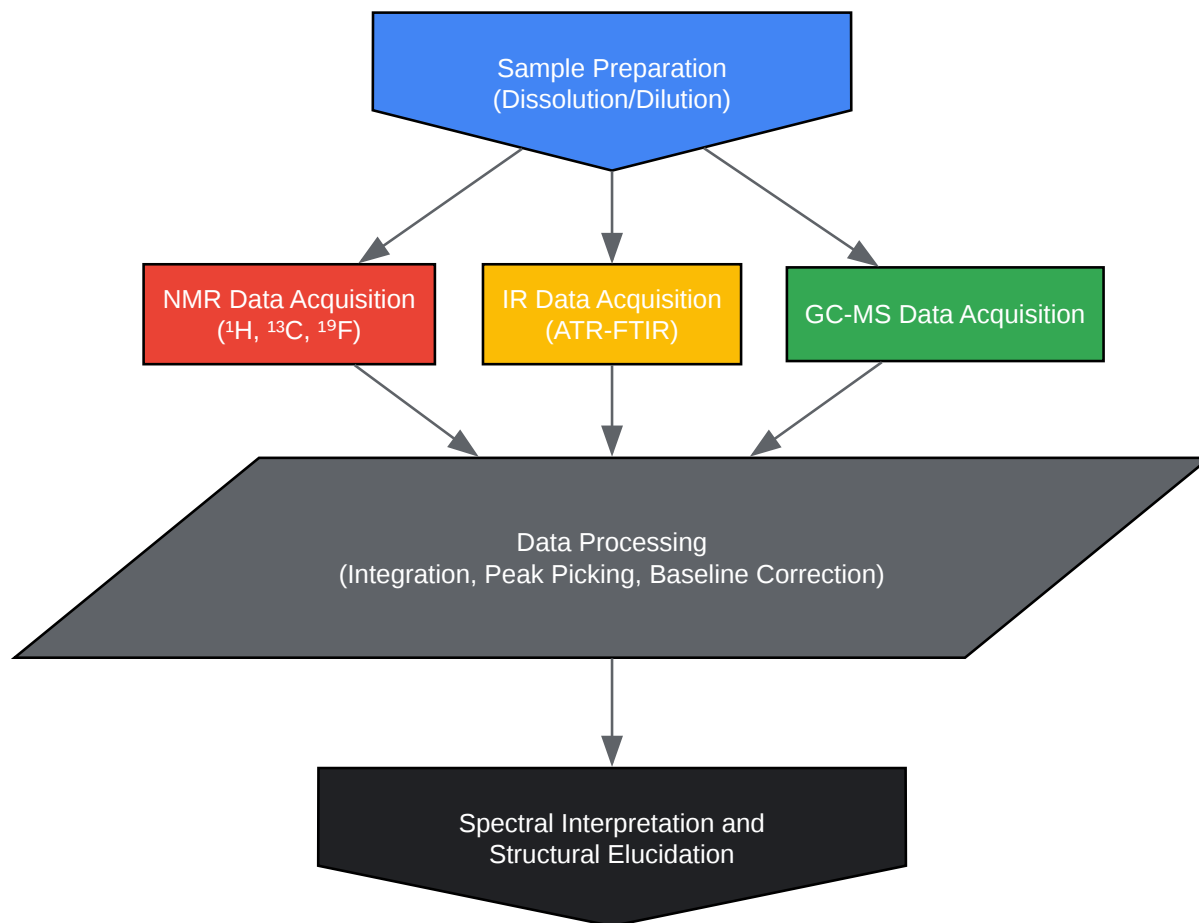 Sample Preparation
(Dissolution/Dilution)
NMR Data Acquisition
(¹H, ¹³C, ¹⁹F)
IR Data Acquisition
(ATR-FTIR)
GC-MS Data Acquisition
Data Processing
(Integration, Peak Picking, Baseline Correction)
Spectral Interpretation and
Structural Elucidation